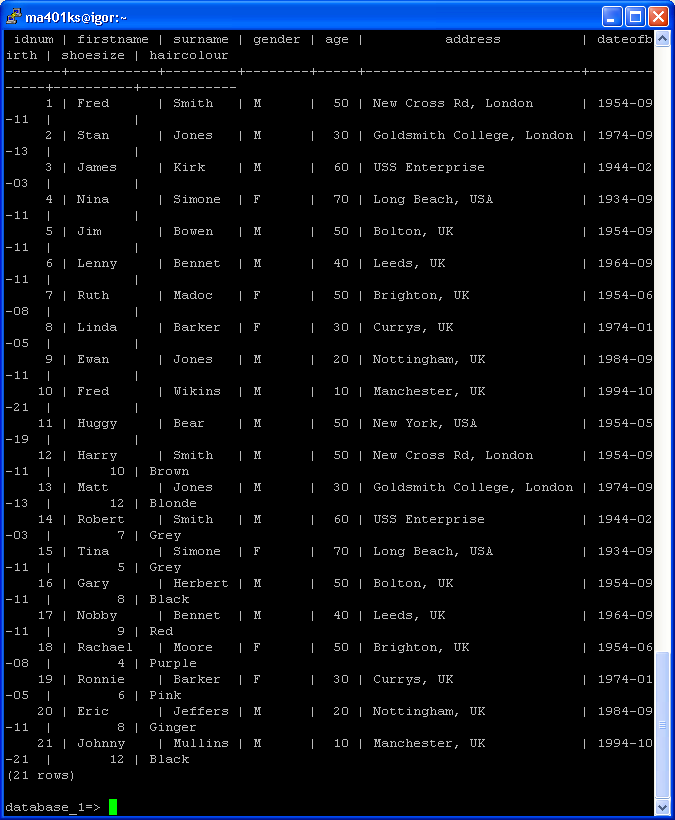 ma401ks@igor:~
 idnum | firstname | surname | gender | age |          address          | dateofb
irth | shoesize | haircolour
-------+-----------+---------+--------+-----+---------------------------+--------
-----+----------+------------
     1 | Fred      | Smith   | M      |  50 | New Cross Rd, London      | 1954-09
-11  |          |
     2 | Stan      | Jones   | M      |  30 | Goldsmith College, London | 1974-09
-13  |          |
     3 | James     | Kirk    | M      |  60 | USS Enterprise            | 1944-02
-03  |          |
     4 | Nina      | Simone  | F      |  70 | Long Beach, USA           | 1934-09
-11  |          |
     5 | Jim       | Bowen   | M      |  50 | Bolton, UK                | 1954-09
-11  |          |
     6 | Lenny     | Bennet  | M      |  40 | Leeds, UK                 | 1964-09
-11  |          |
     7 | Ruth      | Madoc   | F      |  50 | Brighton, UK              | 1954-06
-08  |          |
     8 | Linda     | Barker  | F      |  30 | Currys, UK                | 1974-01
-05  |          |
     9 | Ewan      | Jones   | M      |  20 | Nottingham, UK            | 1984-09
-11  |          |
    10 | Fred      | Wikins  | M      |  10 | Manchester, UK            | 1994-10
-21  |          |
    11 | Huggy     | Bear    | M      |  50 | New York, USA             | 1954-05
-19  |          |
    12 | Harry     | Smith   | M      |  50 | New Cross Rd, London      | 1954-09
-11  |       10 | Brown
    13 | Matt      | Jones   | M      |  30 | Goldsmith College, London | 1974-09
-13  |       12 | Blonde
    14 | Robert    | Smith   | M      |  60 | USS Enterprise            | 1944-02
-03  |        7 | Grey
    15 | Tina      | Simone  | F      |  70 | Long Beach, USA           | 1934-09
-11  |        5 | Grey
    16 | Gary      | Herbert | M      |  50 | Bolton, UK                | 1954-09
-11  |        8 | Black
    17 | Nobby     | Bennet  | M      |  40 | Leeds, UK                 | 1964-09
-11  |        9 | Red
    18 | Rachael   | Moore   | F      |  50 | Brighton, UK              | 1954-06
-08  |        4 | Purple
    19 | Ronnie    | Barker  | F      |  30 | Currys, UK                | 1974-01
-05  |        6 | Pink
    20 | Eric      | Jeffers | M      |  20 | Nottingham, UK            | 1984-09
-11  |        8 | Ginger
    21 | Johnny    | Mullins | M      |  10 | Manchester, UK            | 1994-10
-21  |       12 | Black
(21 rows)
database_1=>